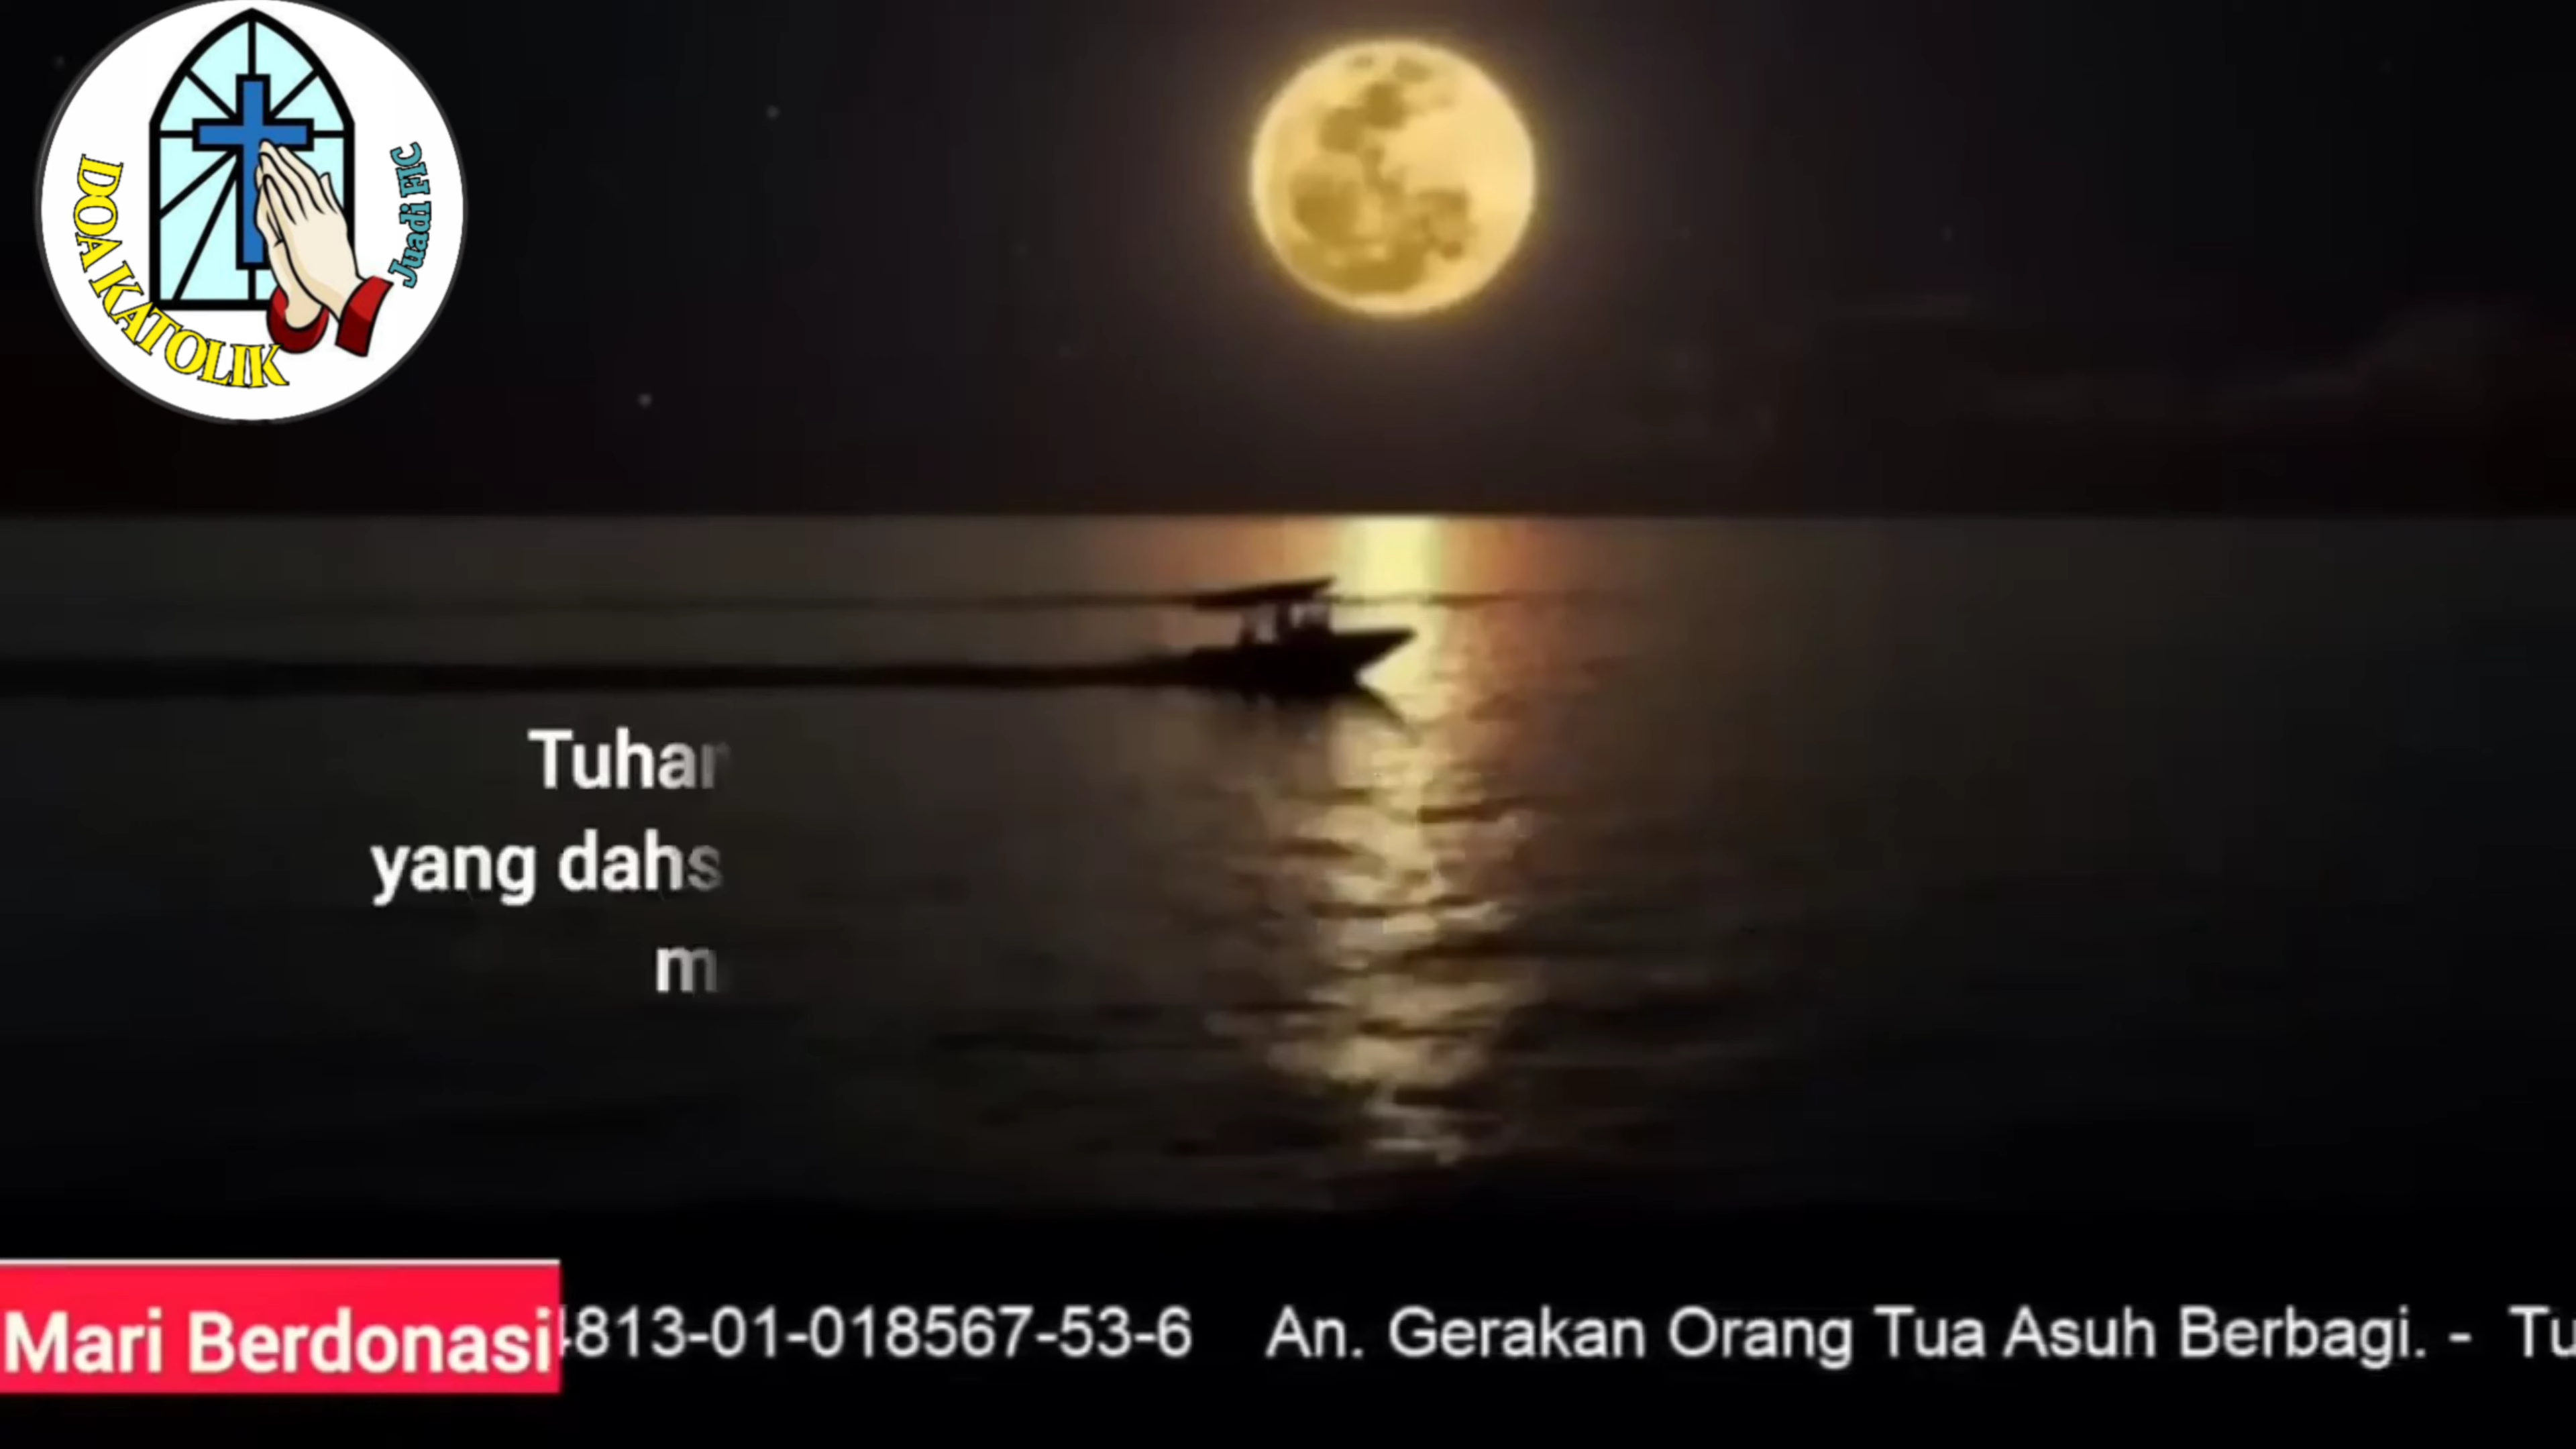 DOA KATOLIK
Juadi FIC
Tuhan
yang dahs
m
Mari Berdonasi
4813-01-018567-53-6 An. Gerakan Orang Tua Asuh Berbagi. - Tu